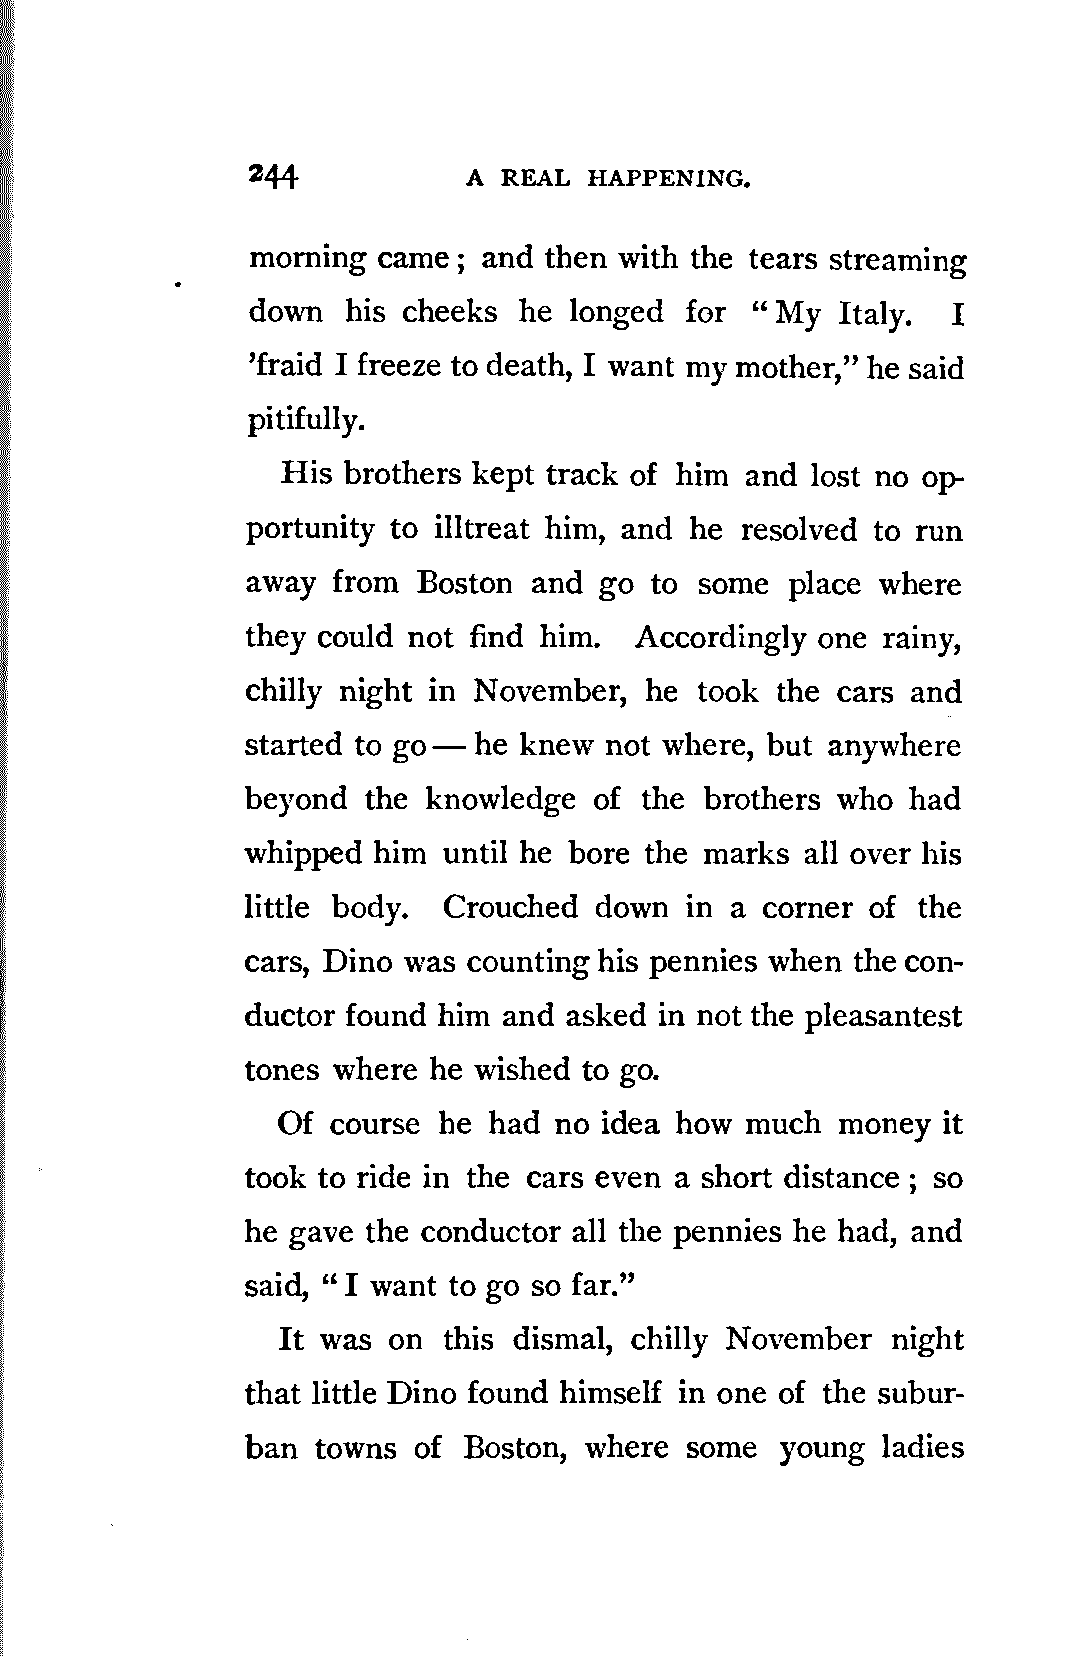 244 A REAL HAPPENING.
morning came; and then with the tears streaming
down his cheeks he longed for "My Italy. I
'fraid I freeze to death, I want my mother," he said
pitifully.
His brothers kept track of him and lost no op-
portunity to illtreat him, and he resolved to run
away from Boston and go to some place where
they could not find him. Accordingly one rainy,
chilly night in November, he took the cars and
started to go — he knew not where, but anywhere
beyond the knowledge of the brothers who had
whipped him until he bore the marks all over his
little body. Crouched down in a corner of the
cars, Dino was counting his pennies when the con-
ductor found him and asked in not the pleasantest
tones where he wished to go.
Of course he had no idea how much money it
took to ride in the cars even a short distance; so
he gave the conductor all the pennies he had, and
said, "I want to go so far."
It was on this dismal, chilly November night
that little Dino found himself in one of the subur-
ban towns of Boston, where some young ladies